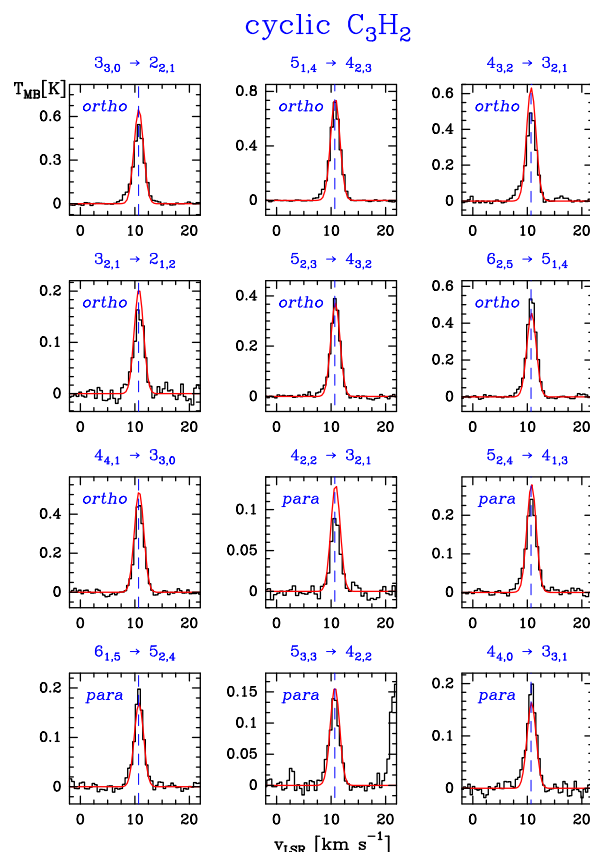 cyclic C₃H₂
3₃,₀ → 2₂,₁ 5₁,₄ → 4₂,₃ 4₃,₂ → 3₂,₁
T_MB[K]
ortho ortho ortho
0.6 0.8 0.6
0.4 0.4
0.3 0.2
0 0 0
0 10 20 0 10 20 0 10 20
3₂,₁ → 2₁,₂ 5₂,₃ → 4₃,₂ 6₂,₅ → 5₁,₄
ortho ortho ortho
0.2 0.4 0.6
0.1 0.2 0.3
0 0 0
0 10 20 0 10 20 0 10 20
4₄,₁ → 3₃,₀ 4₂,₂ → 3₂,₁ 5₂,₄ → 4₁,₃
ortho para para
0.4 0.1 0.2
0.2 0.05 0.1
0 0 0
0 10 20 0 10 20 0 10 20
6₁,₅ → 5₂,₄ 5₃,₃ → 4₂,₂ 4₄,₀ → 3₃,₁
para para para
0.2 0.15 0.2
0.1 0.1 0.1
0.05
0 0 0
0 10 20 0 10 20 0 10 20
v_LSR [km s⁻¹]